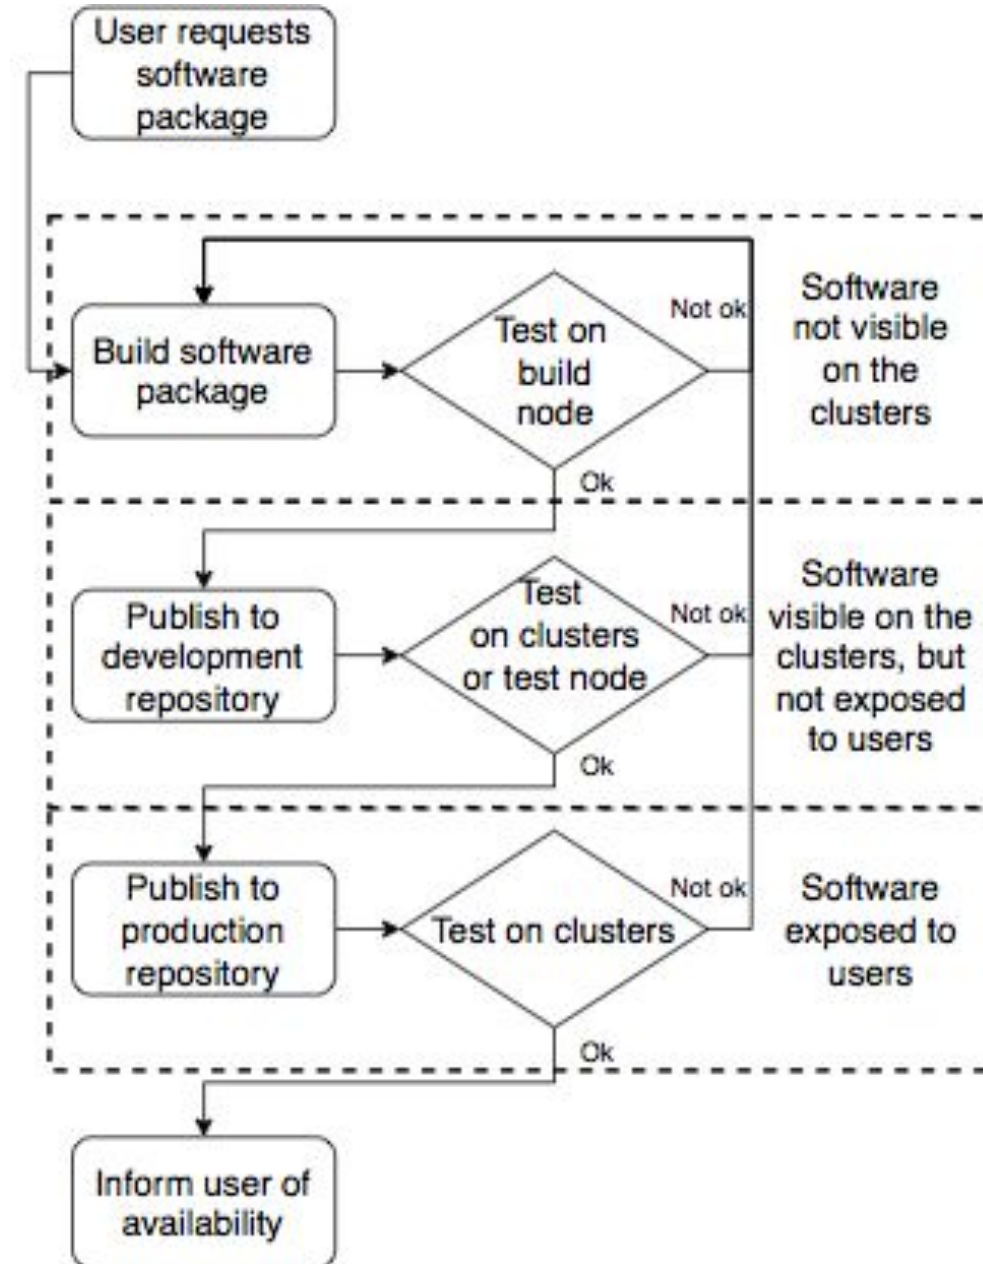 User requests
software
package
Build software
package
Test on
build
node
Not ok
Ok
Software
not visible
on the
clusters
Publish to
development
repository
Test
on clusters
or test node
Not ok
Ok
Software
visible on the
clusters, but
not exposed
to users
Publish to
production
repository
Test on clusters
Not ok
Ok
Software
exposed to
users
Inform user of
availability